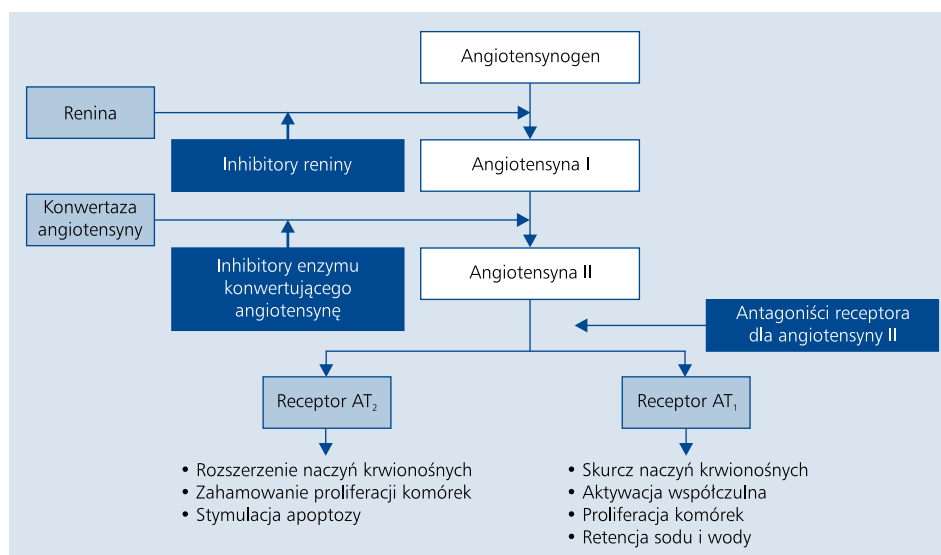 Angiotensynogen
Renina
Inhibitory reniny
Angiotensyna I
Konwertaza
angiotensyny
Inhibitory enzymu
konwertującego
angiotensynę
Angiotensyna II
Antagoniści receptora
dla angiotensyny II
Receptor AT₂
Receptor AT₁
• Rozszerzenie naczyń krwionośnych
• Zahamowanie proliferacji komórek
• Stymulacja apoptozy
• Skurcz naczyń krwionośnych
• Aktywacja współczulna
• Proliferacja komórek
• Retencja sodu i wody